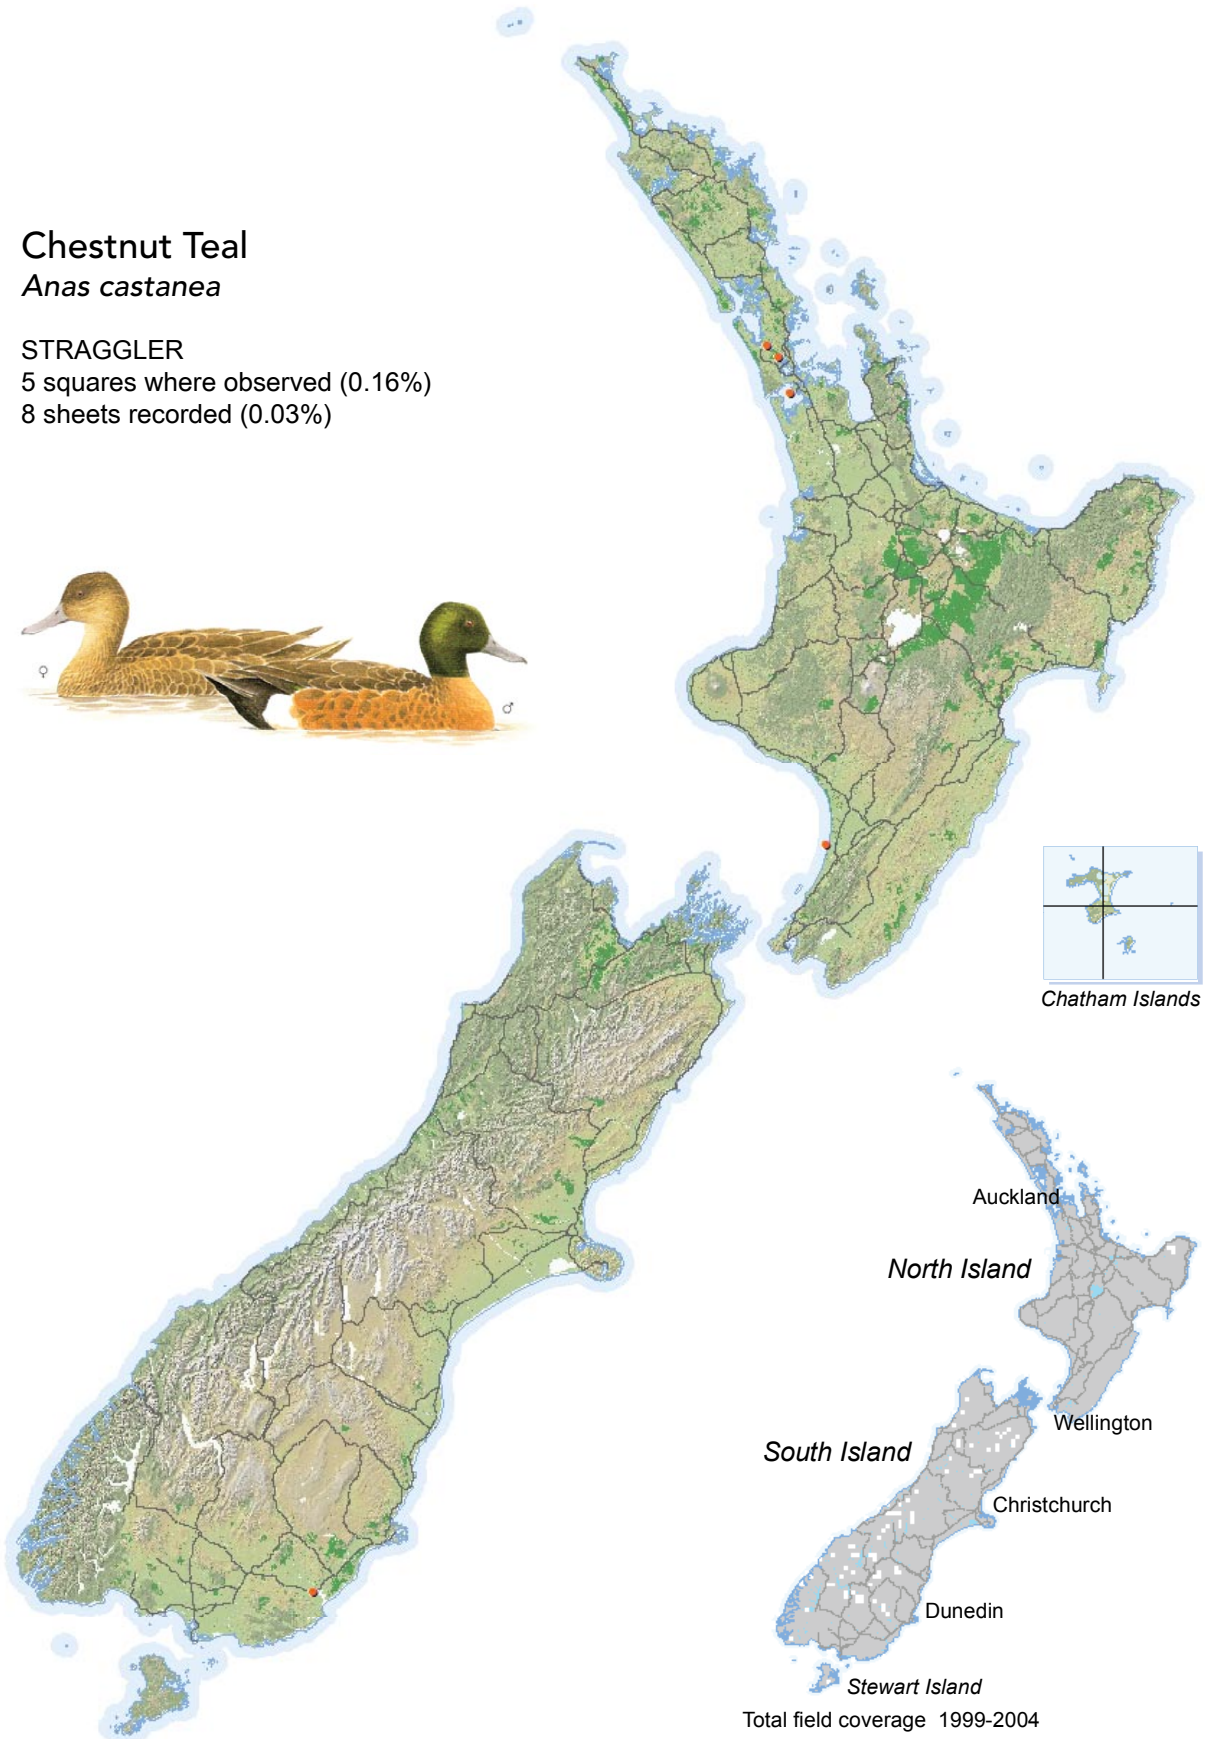 Chestnut Teal
Anas castanea
STRAGGLER
5 squares where observed (0.16%)
8 sheets recorded (0.03%)
♀
♂
Chatham Islands
Auckland
North Island
Wellington
South Island
Christchurch
Dunedin
Stewart Island
Total field coverage 1999-2004